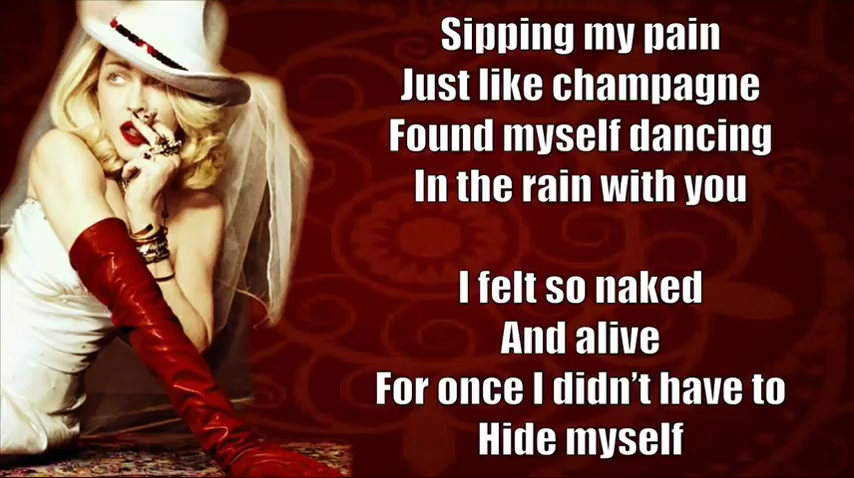 Sipping my pain
Just like champagne
Found myself dancing
In the rain with you
I felt so naked
And alive
For once I didn’t have to
Hide myself